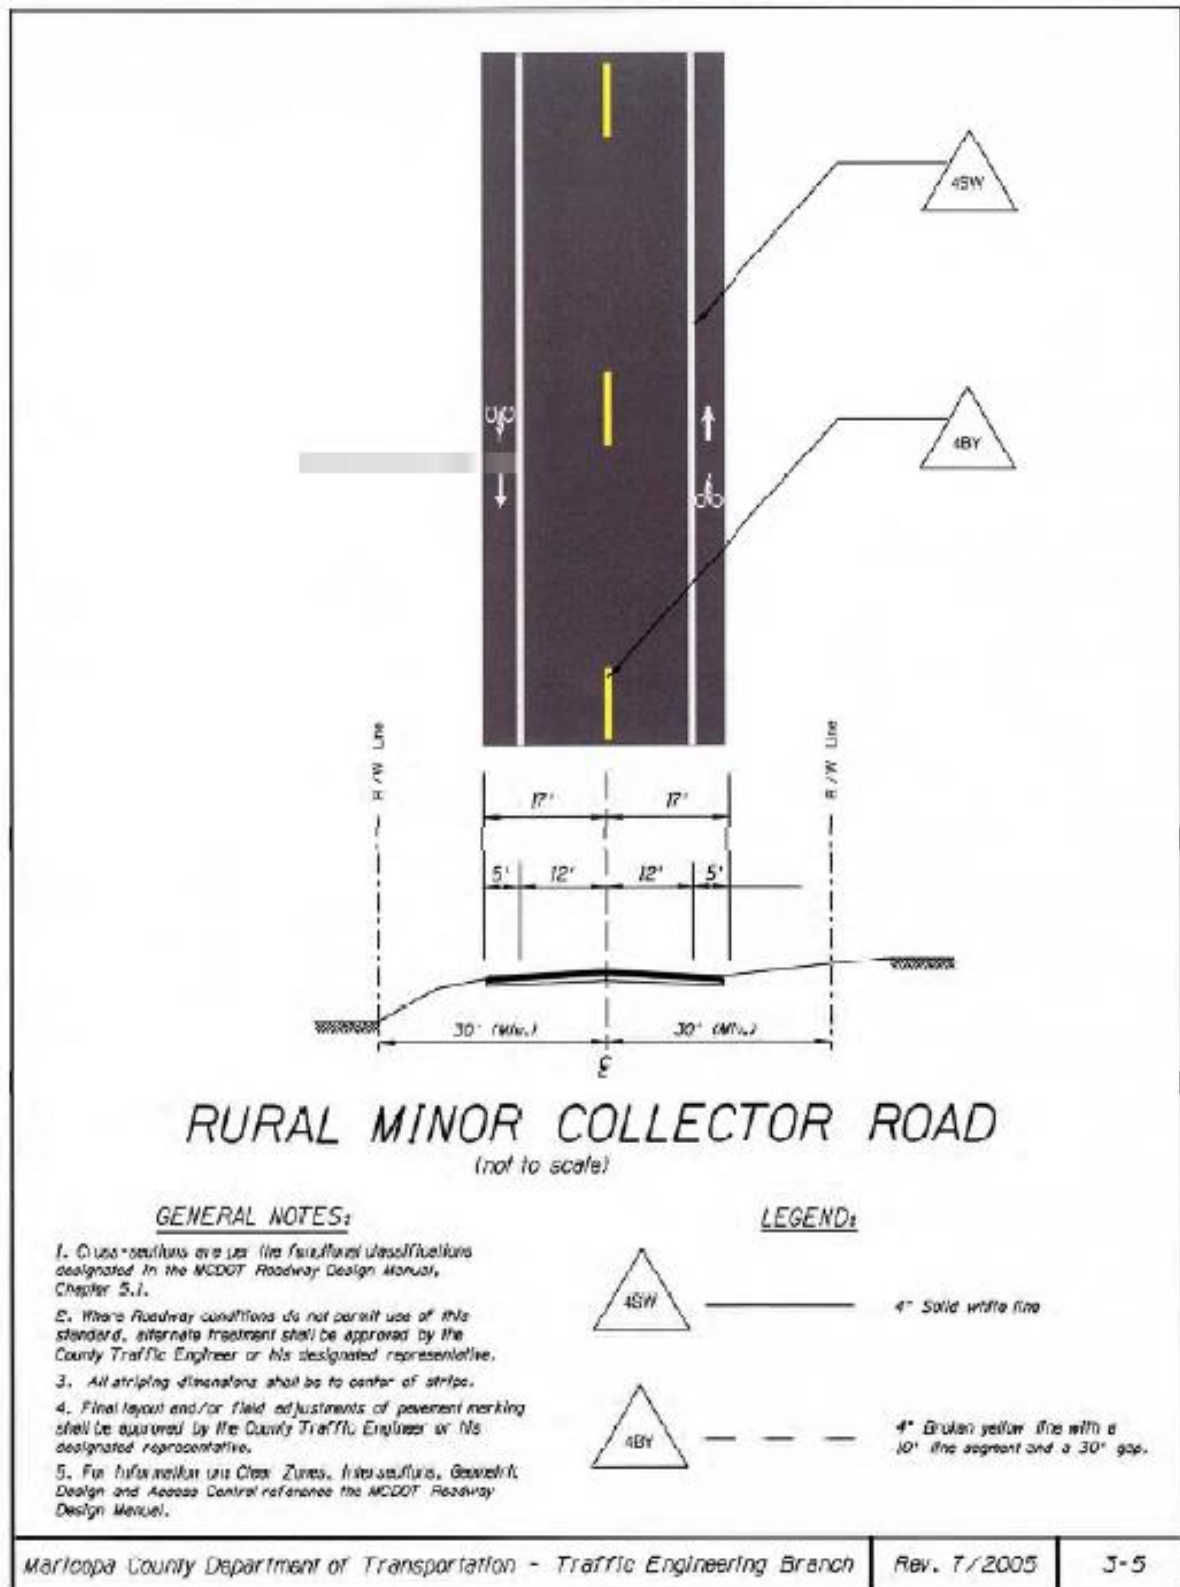 4SW
4BY
R/W Line
R/W Line
17' 17'
5' 12' 12' 5'
30' (Min.) 30' (Min.)
RURAL MINOR COLLECTOR ROAD
(not to scale)
GENERAL NOTES:
1. Cross-sections are per the functional classifications
designated in the MCDOT Roadway Design Manual,
Chapter 5.1.
2. Where Roadway conditions do not permit use of this
standard, alternate treatment shall be approved by the
County Traffic Engineer or his designated representative.
3. All striping dimensions shall be to center of stripe.
4. Final layout and/or field adjustments of pavement marking
shall be approved by the County Traffic Engineer or his
designated representative.
5. For Information on Clear Zones, Intersections, Geometric
Design and Access Control reference the MCDOT Roadway
Design Manual.
LEGEND:
4SW
4" Solid white line
4BY
4" Broken yellow line with a
10' line segment and a 30' gap.
Maricopa County Department of Transportation - Traffic Engineering Branch
Rev. 7/2005
3-5